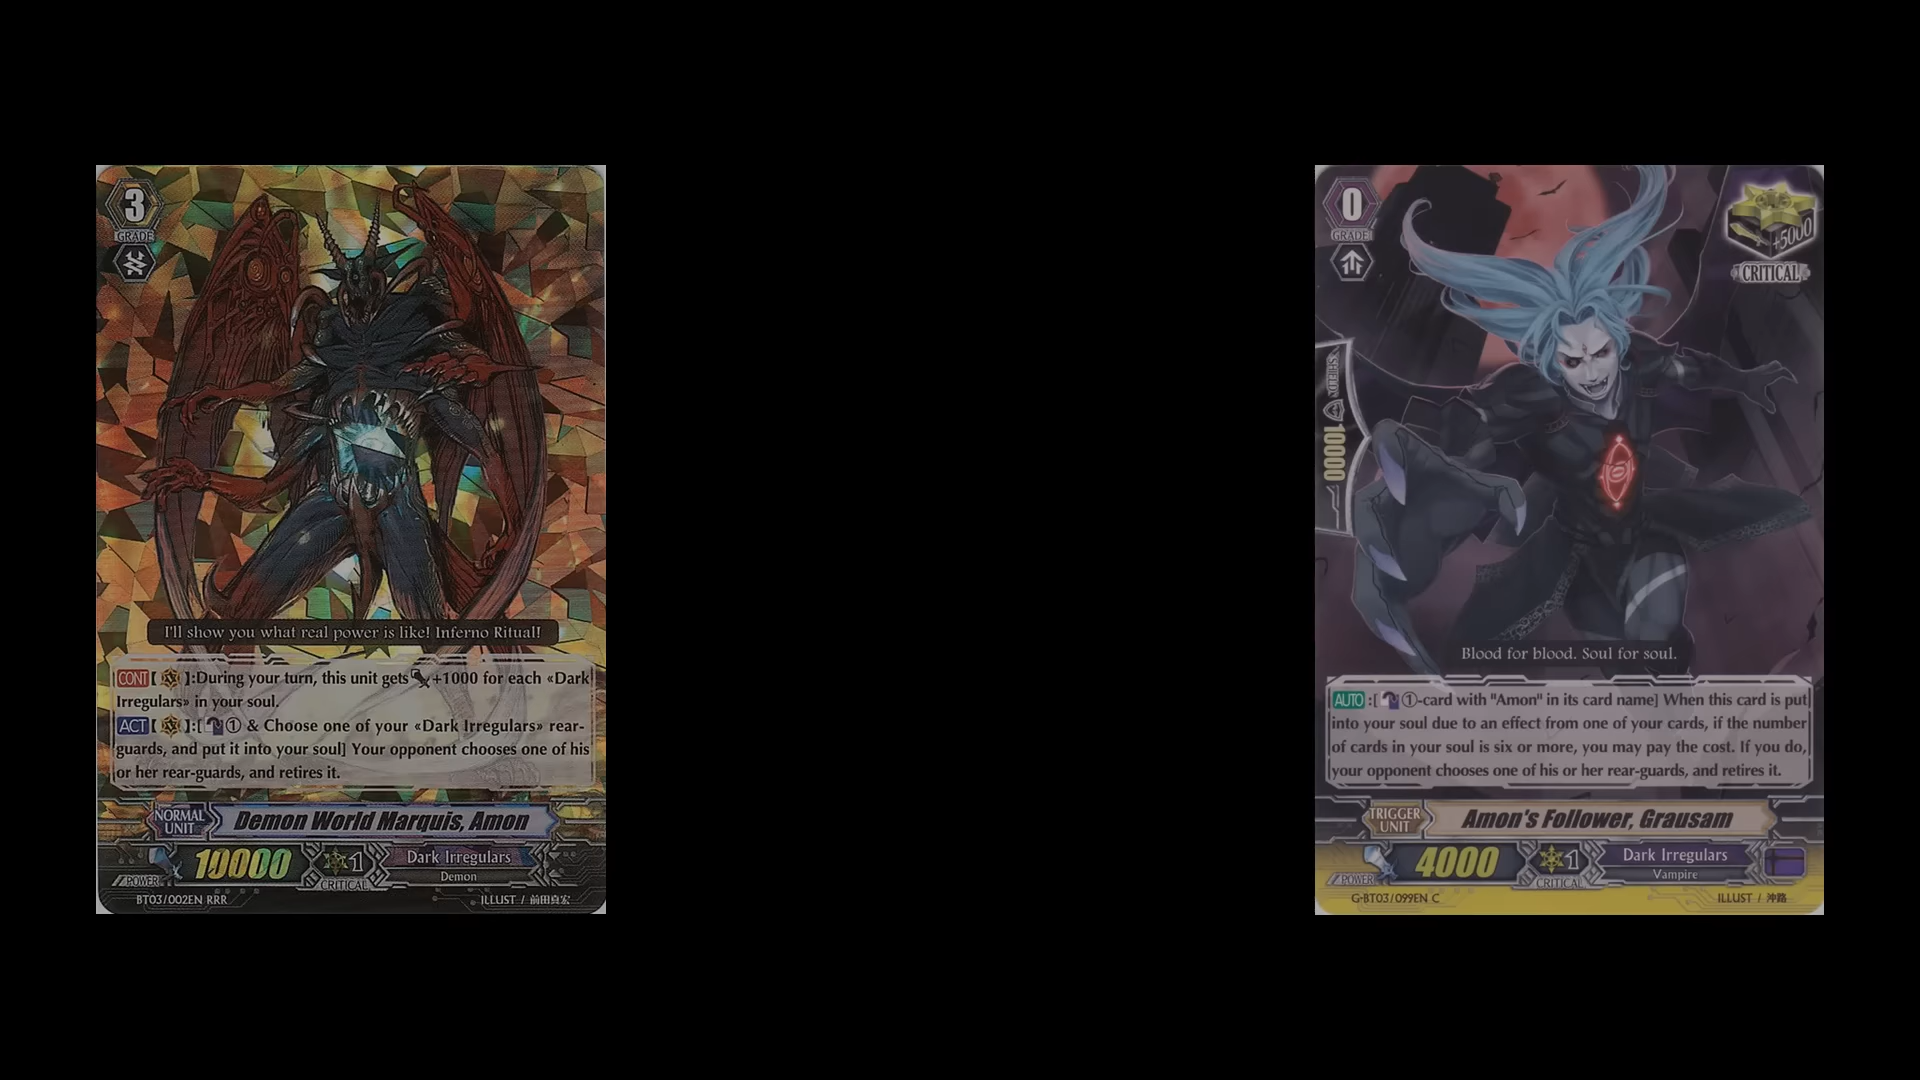 3
GRADE
I'll show you what real power is like! Inferno Ritual!
CONT【 】:During your turn, this unit gets +1000 for each «Dark
Irregulars» in your soul.
ACT【 】:[ ① & Choose one of your «Dark Irregulars» rear-
guards, and put it into your soul] Your opponent chooses one of his
or her rear-guards, and retires it.
NORMAL
UNIT
Demon World Marquis, Amon
POWER
10000
1
CRITICAL
Dark Irregulars
Demon
BT03/002EN RRR
ILLUST / 前田真宏
0
GRADE
+5000
CRITICAL
SHIELD
10000
Blood for blood. Soul for soul.
AUTO :[ ①-card with "Amon" in its card name] When this card is put
into your soul due to an effect from one of your cards, if the number
of cards in your soul is six or more, you may pay the cost. If you do,
your opponent chooses one of his or her rear-guards, and retires it.
TRIGGER
UNIT
Amon's Follower, Grausam
POWER
4000
1
CRITICAL
Dark Irregulars
Vampire
G-BT03/099EN C
ILLUST / 沖路